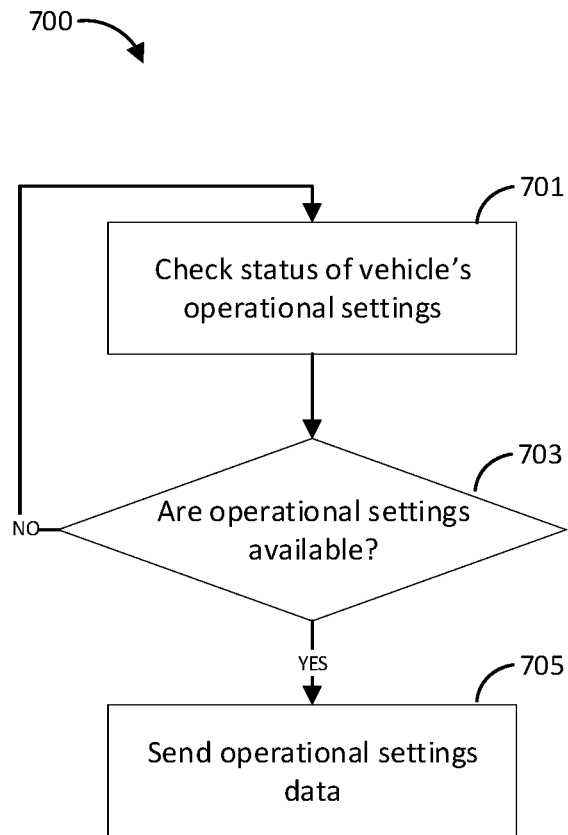 700
701
Check status of vehicle’s
operational settings
703
Are operational settings
available?
NO
YES
705
Send operational settings
data